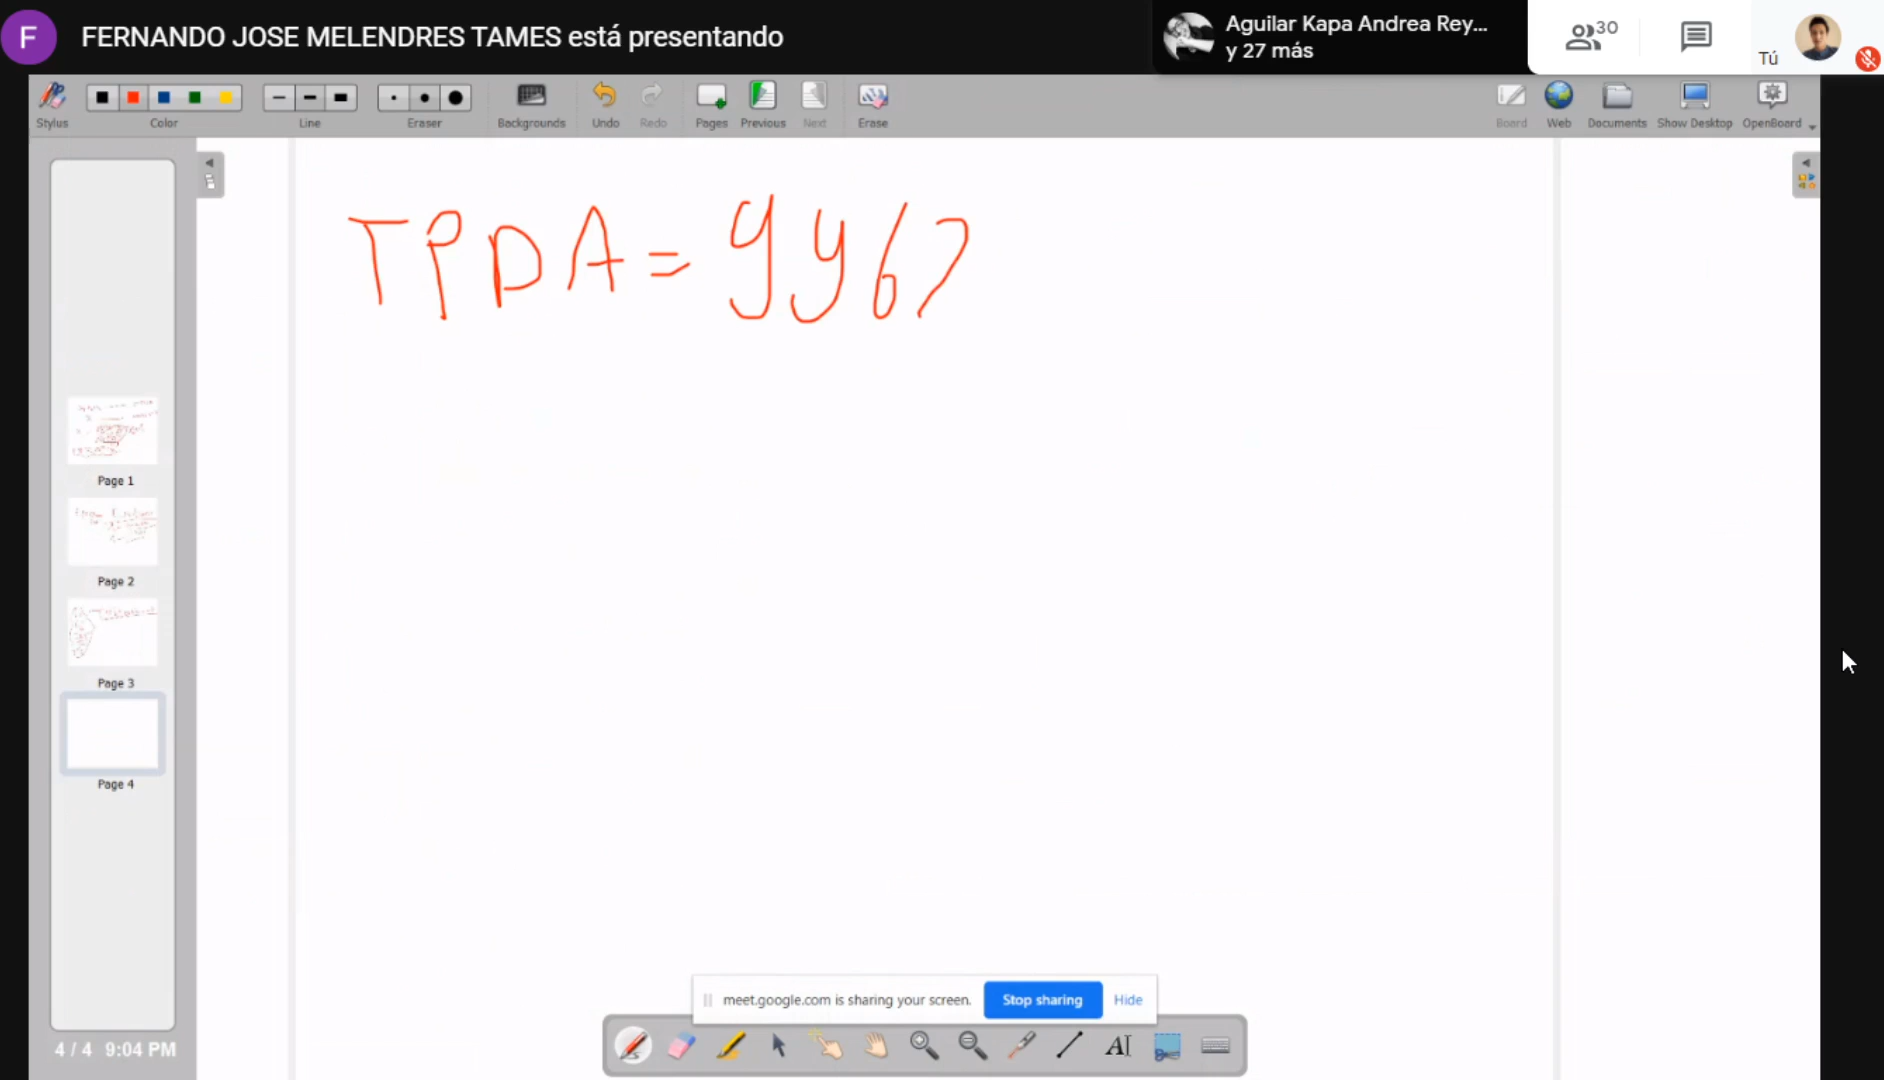 F
FERNANDO JOSE MELENDRES TAMES está presentando
Aguilar Kapa Andrea Rey...
y 27 más
30
Tú
Stylus
Color
Line
Eraser
Backgrounds
Undo
Redo
Pages
Previous
Next
Erase
Board
Web
Documents
Show Desktop
OpenBoard
TPDA = 9967
Page 1
Page 2
Page 3
Page 4
meet.google.com is sharing your screen.
Stop sharing
Hide
4 / 4 9:04 PM
AI